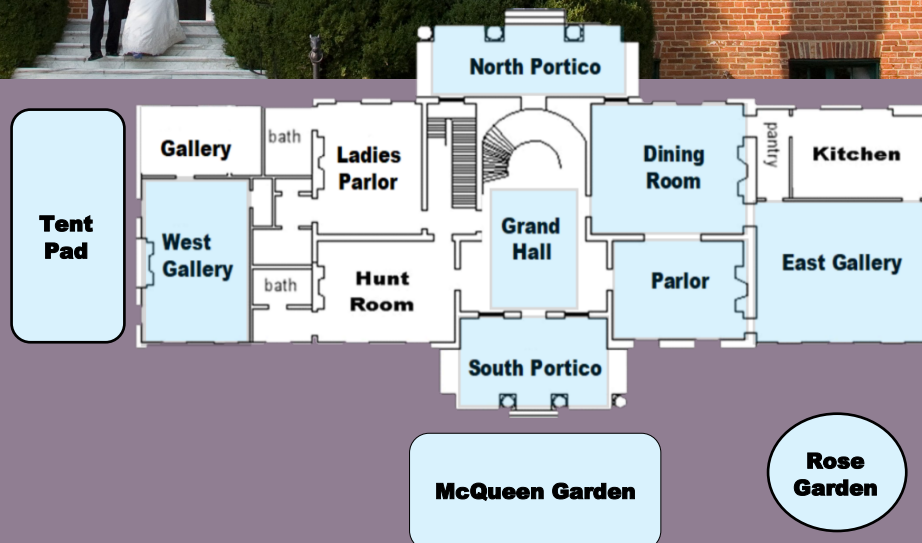 North Portico
Gallery
bath
Ladies
Parlor
Dining
Room
pantry
Kitchen
Tent
Pad
West
Gallery
Grand
Hall
East Gallery
bath
Hunt
Room
Parlor
South Portico
McQueen Garden
Rose
Garden